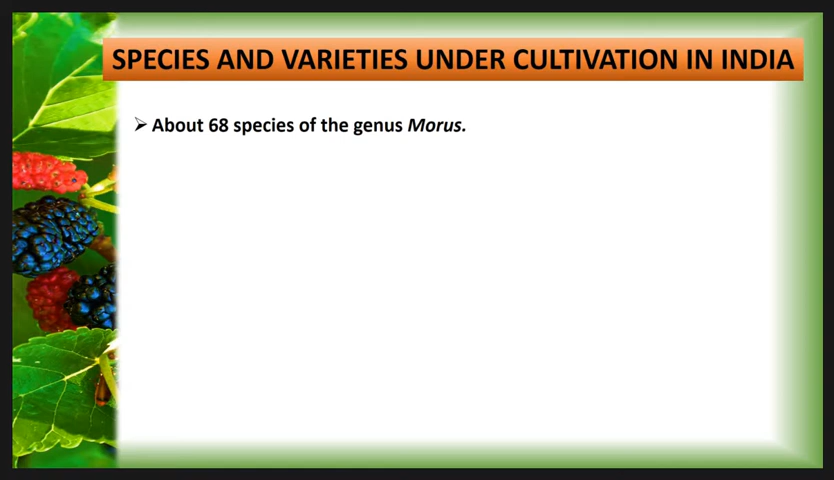 SPECIES AND VARIETIES UNDER CULTIVATION IN INDIA
➢ About 68 species of the genus Morus.